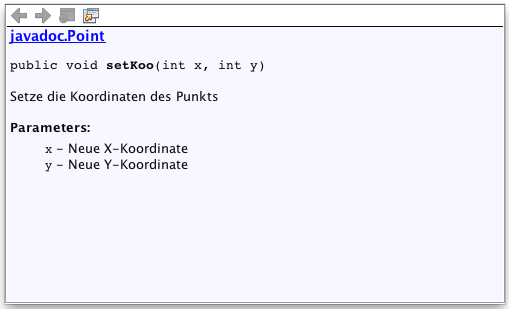 javadoc.Point
public void setKoo(int x, int y)
Setze die Koordinaten des Punkts
Parameters:
x – Neue X-Koordinate
y – Neue Y-Koordinate